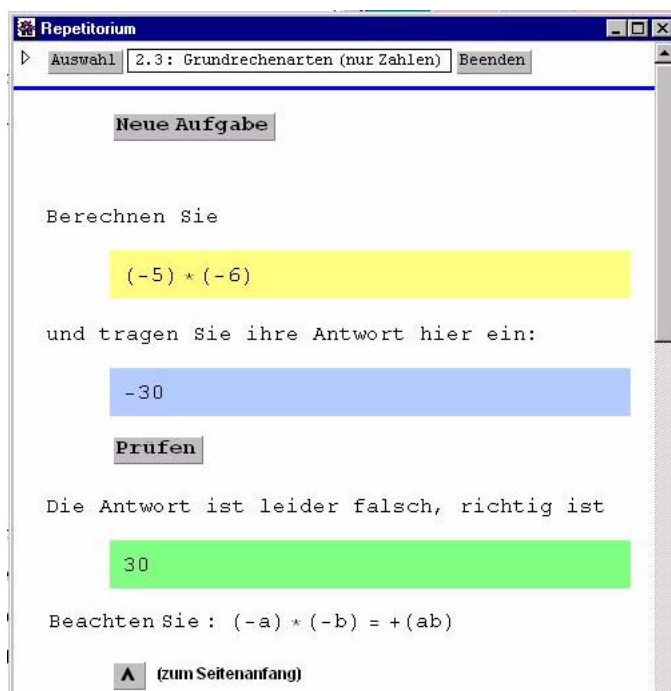 Repetitorium
Auswahl 2.3: Grundrechenarten (nur Zahlen) Beenden
Neue Aufgabe
Berechnen Sie
(-5) * (-6)
und tragen Sie ihre Antwort hier ein:
-30
Prüfen
Die Antwort ist leider falsch, richtig ist
30
Beachten Sie : (-a) * (-b) = +(ab)
(zum Seitenanfang)